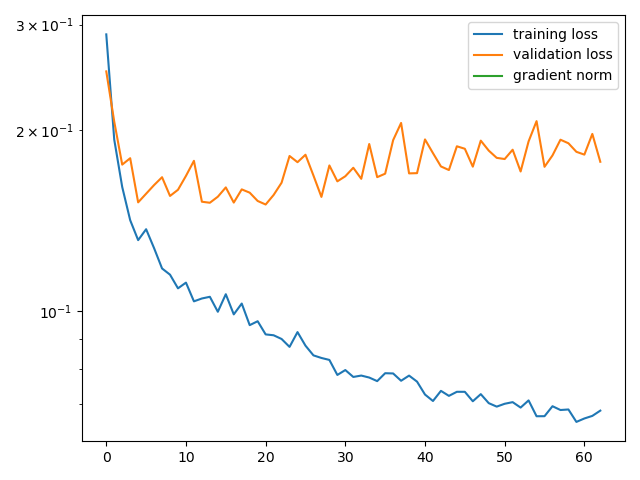 3 × 10⁻¹
2 × 10⁻¹
10⁻¹
training loss
validation loss
gradient norm
0 10 20 30 40 50 60